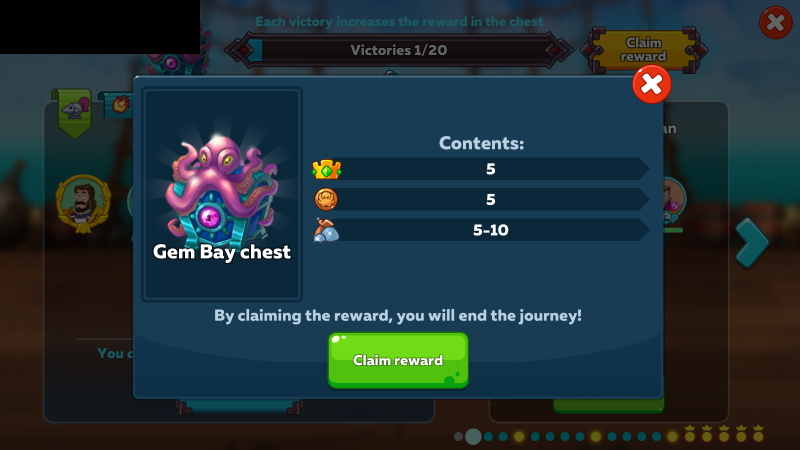 Each victory increases the reward in the chest
Victories 1/20
Claim
reward
Contents:
5
5
5-10
Gem Bay chest
By claiming the reward, you will end the journey!
Claim reward
You